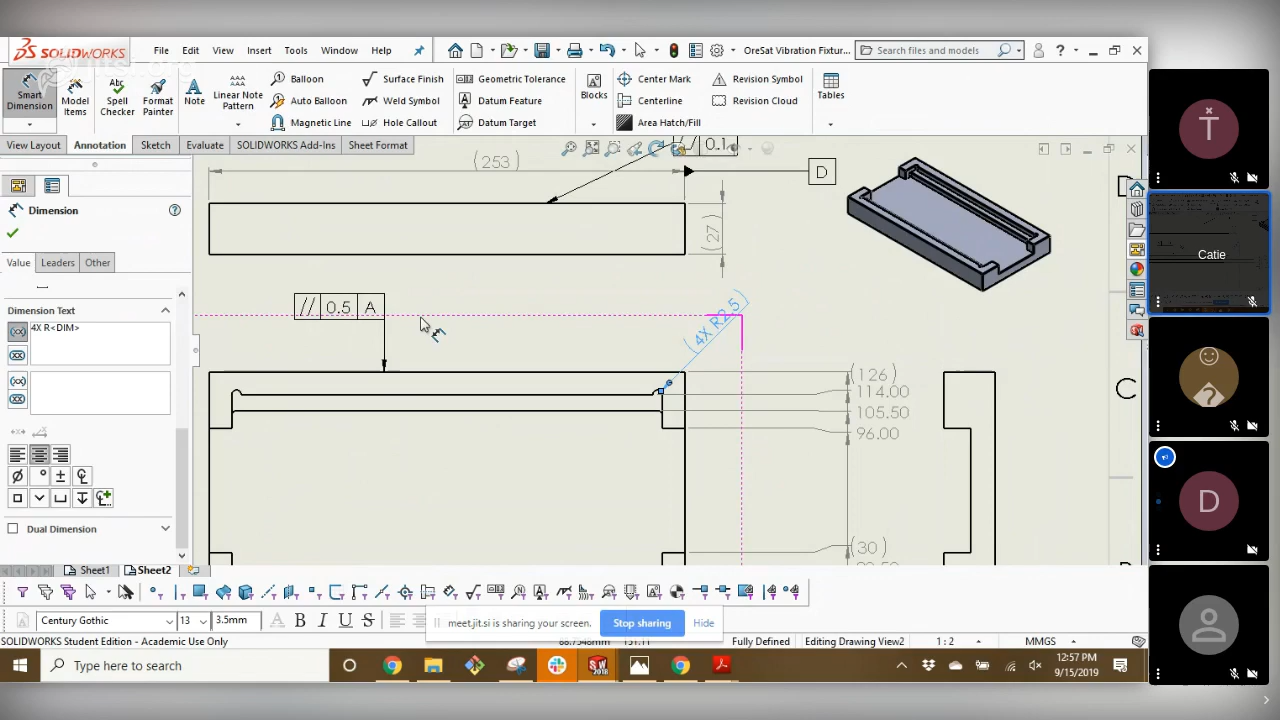 SOLIDWORKS File Edit View Insert Tools Window Help OreSat Vibration Fixtur... Search files and models
Smart Dimension
Model Items
Spell Checker
Format Painter
Note
Linear Note Pattern
Balloon
Auto Balloon
Magnetic Line
Surface Finish
Weld Symbol
Hole Callout
Geometric Tolerance
Datum Feature
Datum Target
Blocks
Center Mark
Centerline
Area Hatch/Fill
Revision Symbol
Revision Cloud
Tables
View Layout Annotation Sketch Evaluate SOLIDWORKS Add-Ins Sheet Format
Dimension
Value Leaders Other
Dimension Text
4X R<DIM>
Dual Dimension
(253)
// 0.1
D
(27)
// 0.5 A
(4X R2.5)
(126)
114.00
105.50
96.00
(30)
C
Sheet1 Sheet2
Century Gothic 13 3.5mm
B I U S
meet.jit.si is sharing your screen. Stop sharing Hide
SOLIDWORKS Student Edition - Academic Use Only
Fully Defined Editing Drawing View2 1 : 2 MMGS
Type here to search
12:57 PM
9/15/2019
T
Catie
D